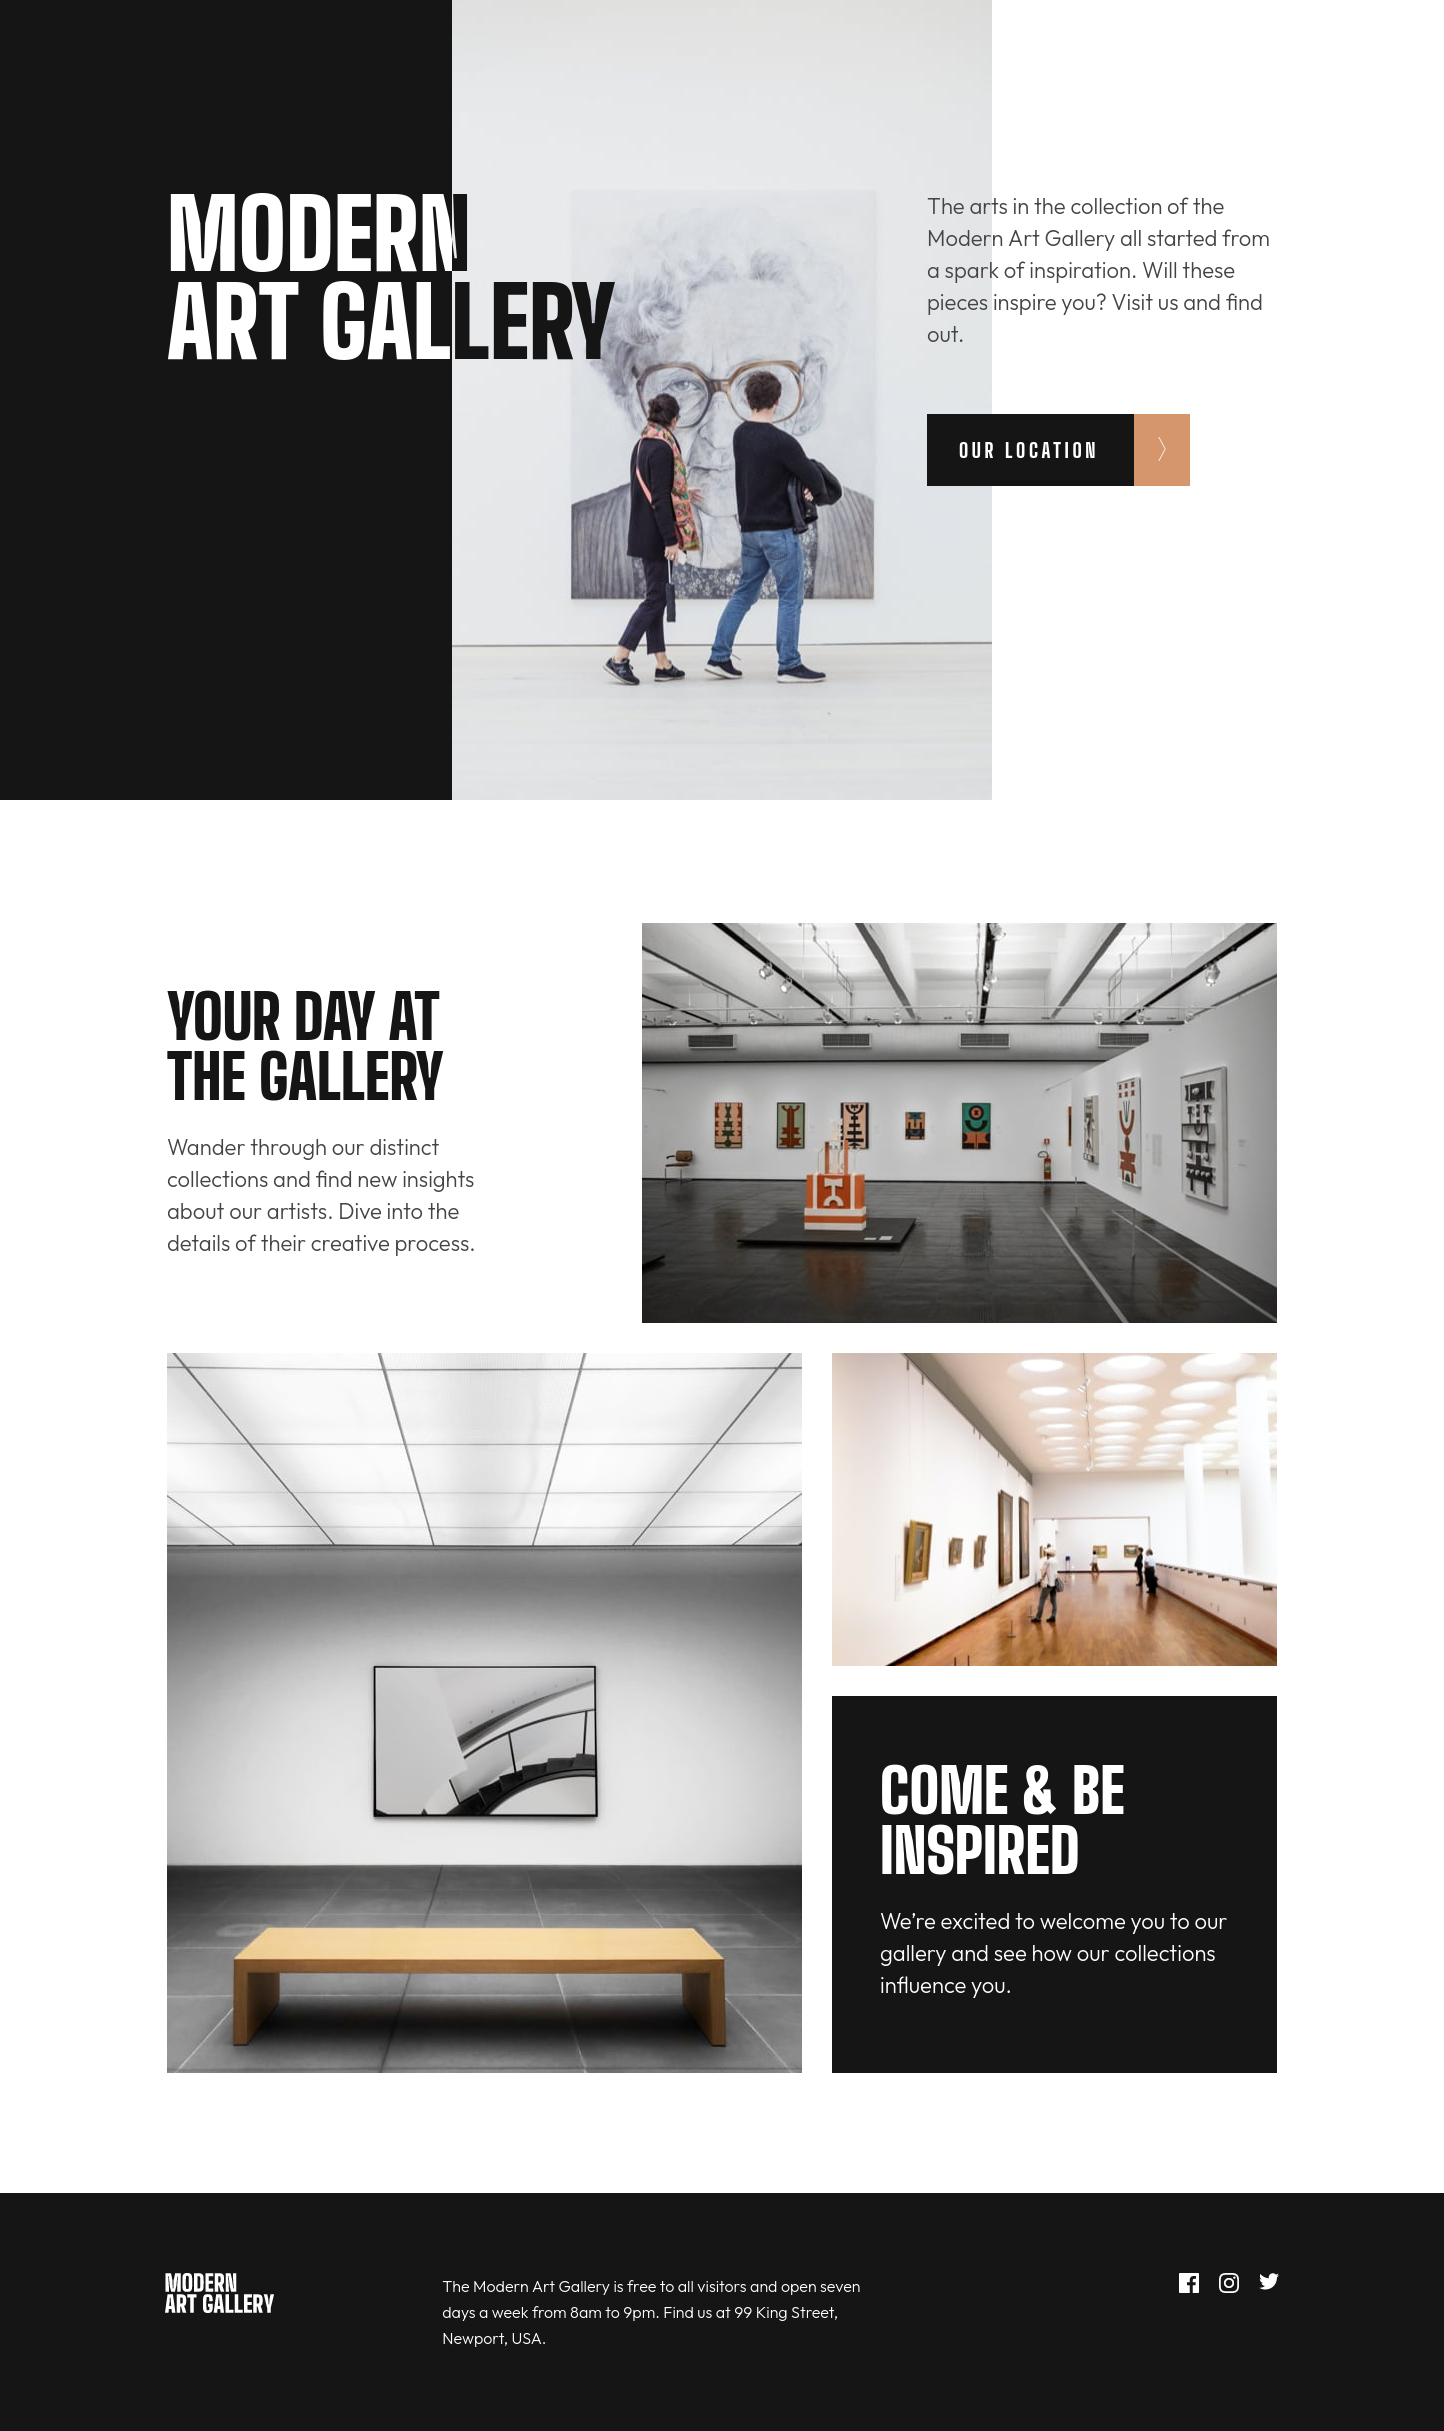 MODERN
ART GALLERY
The arts in the collection of the
Modern Art Gallery all started from
a spark of inspiration. Will these
pieces inspire you? Visit us and find
out.
OUR LOCATION
YOUR DAY AT
THE GALLERY
Wander through our distinct
collections and find new insights
about our artists. Dive into the
details of their creative process.
COME & BE
INSPIRED
We’re excited to welcome you to our
gallery and see how our collections
influence you.
MODERN
ART GALLERY
The Modern Art Gallery is free to all visitors and open seven
days a week from 8am to 9pm. Find us at 99 King Street,
Newport, USA.